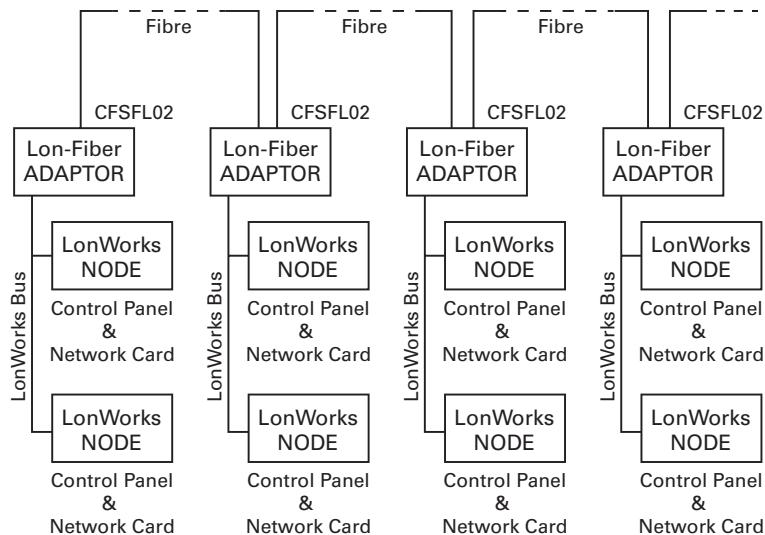 Fibre
Fibre
Fibre
CFSFL02
CFSFL02
CFSFL02
CFSFL02
Lon-Fiber
ADAPTOR
Lon-Fiber
ADAPTOR
Lon-Fiber
ADAPTOR
Lon-Fiber
ADAPTOR
LonWorks Bus
LonWorks
NODE
Control Panel
&
Network Card
LonWorks
NODE
Control Panel
&
Network Card
LonWorks Bus
LonWorks
NODE
Control Panel
&
Network Card
LonWorks
NODE
Control Panel
&
Network Card
LonWorks Bus
LonWorks
NODE
Control Panel
&
Network Card
LonWorks
NODE
Control Panel
&
Network Card
LonWorks Bus
LonWorks
NODE
Control Panel
&
Network Card
LonWorks
NODE
Control Panel
&
Network Card